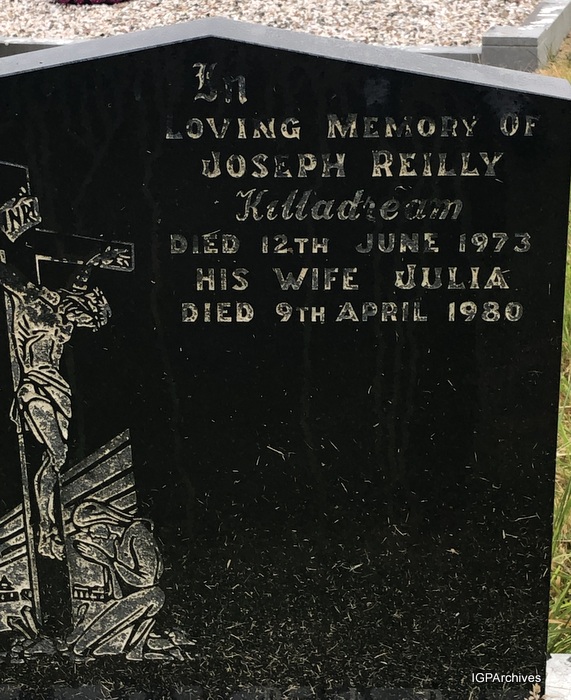 In
LOVING MEMORY OF
JOSEPH REILLY
Killadream
DIED 12TH JUNE 1973
HIS WIFE JULIA
DIED 9TH APRIL 1980
INRI
IGPArchives